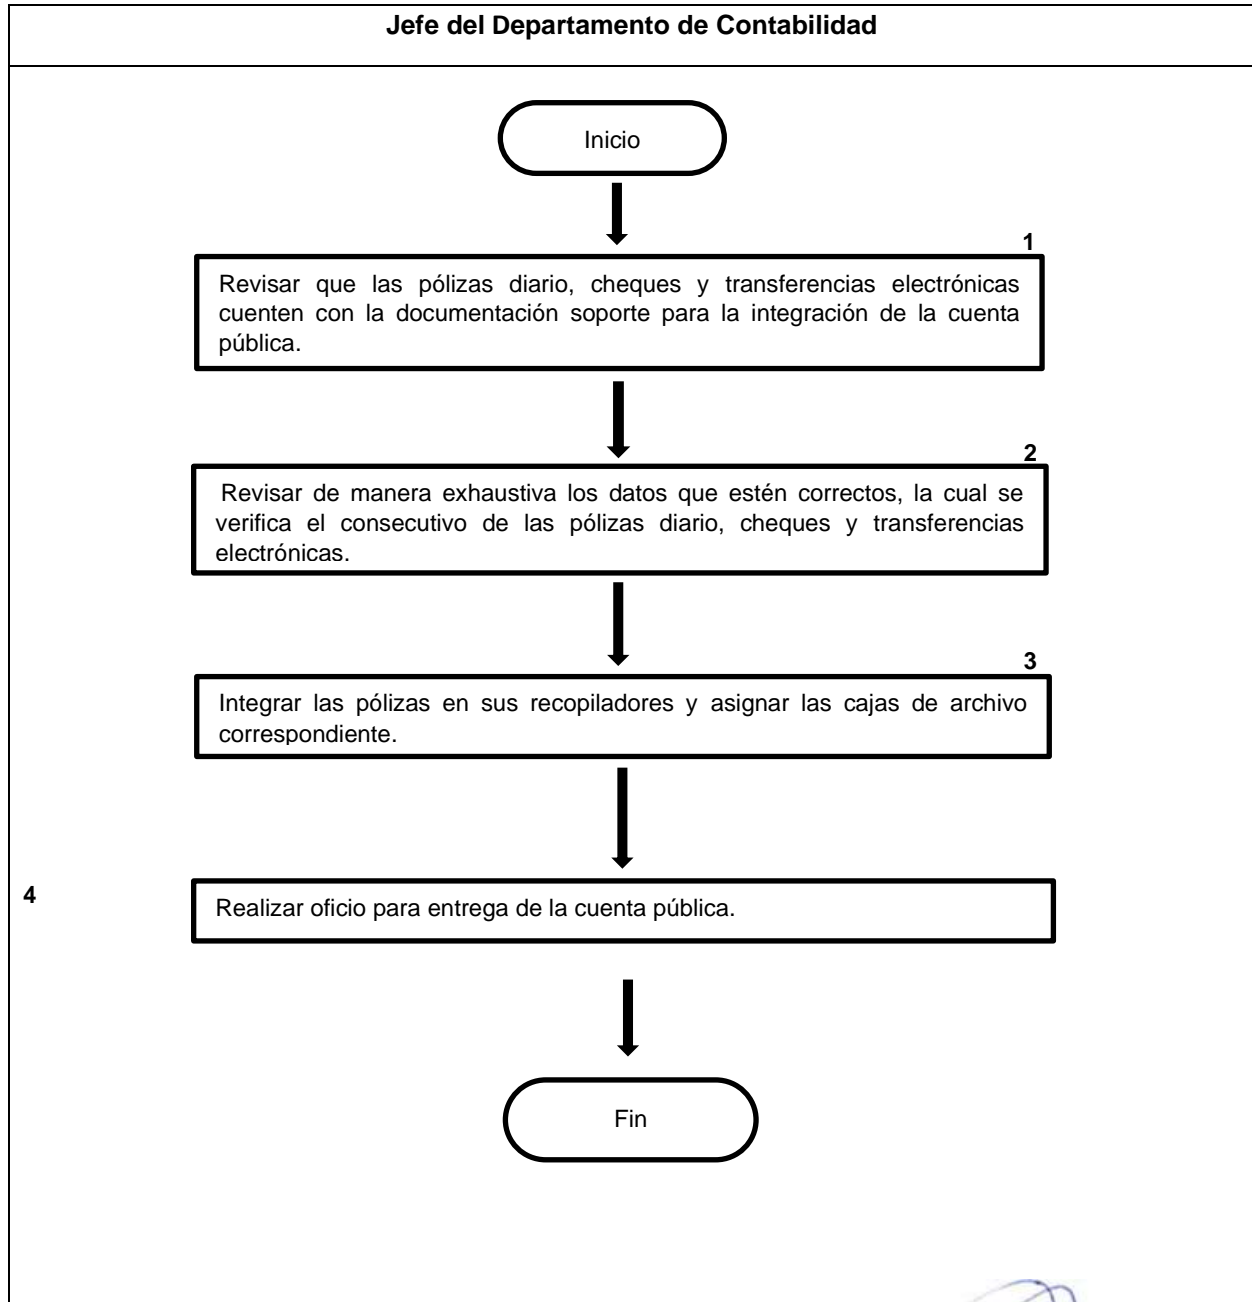 Jefe del Departamento de Contabilidad
Inicio
1
Revisar que las pólizas diario, cheques y transferencias electrónicas
cuenten con la documentación soporte para la integración de la cuenta
pública.
2
Revisar de manera exhaustiva los datos que estén correctos, la cual se
verifica el consecutivo de las pólizas diario, cheques y transferencias
electrónicas.
3
Integrar las pólizas en sus recopiladores y asignar las cajas de archivo
correspondiente.
4
Realizar oficio para entrega de la cuenta pública.
Fin